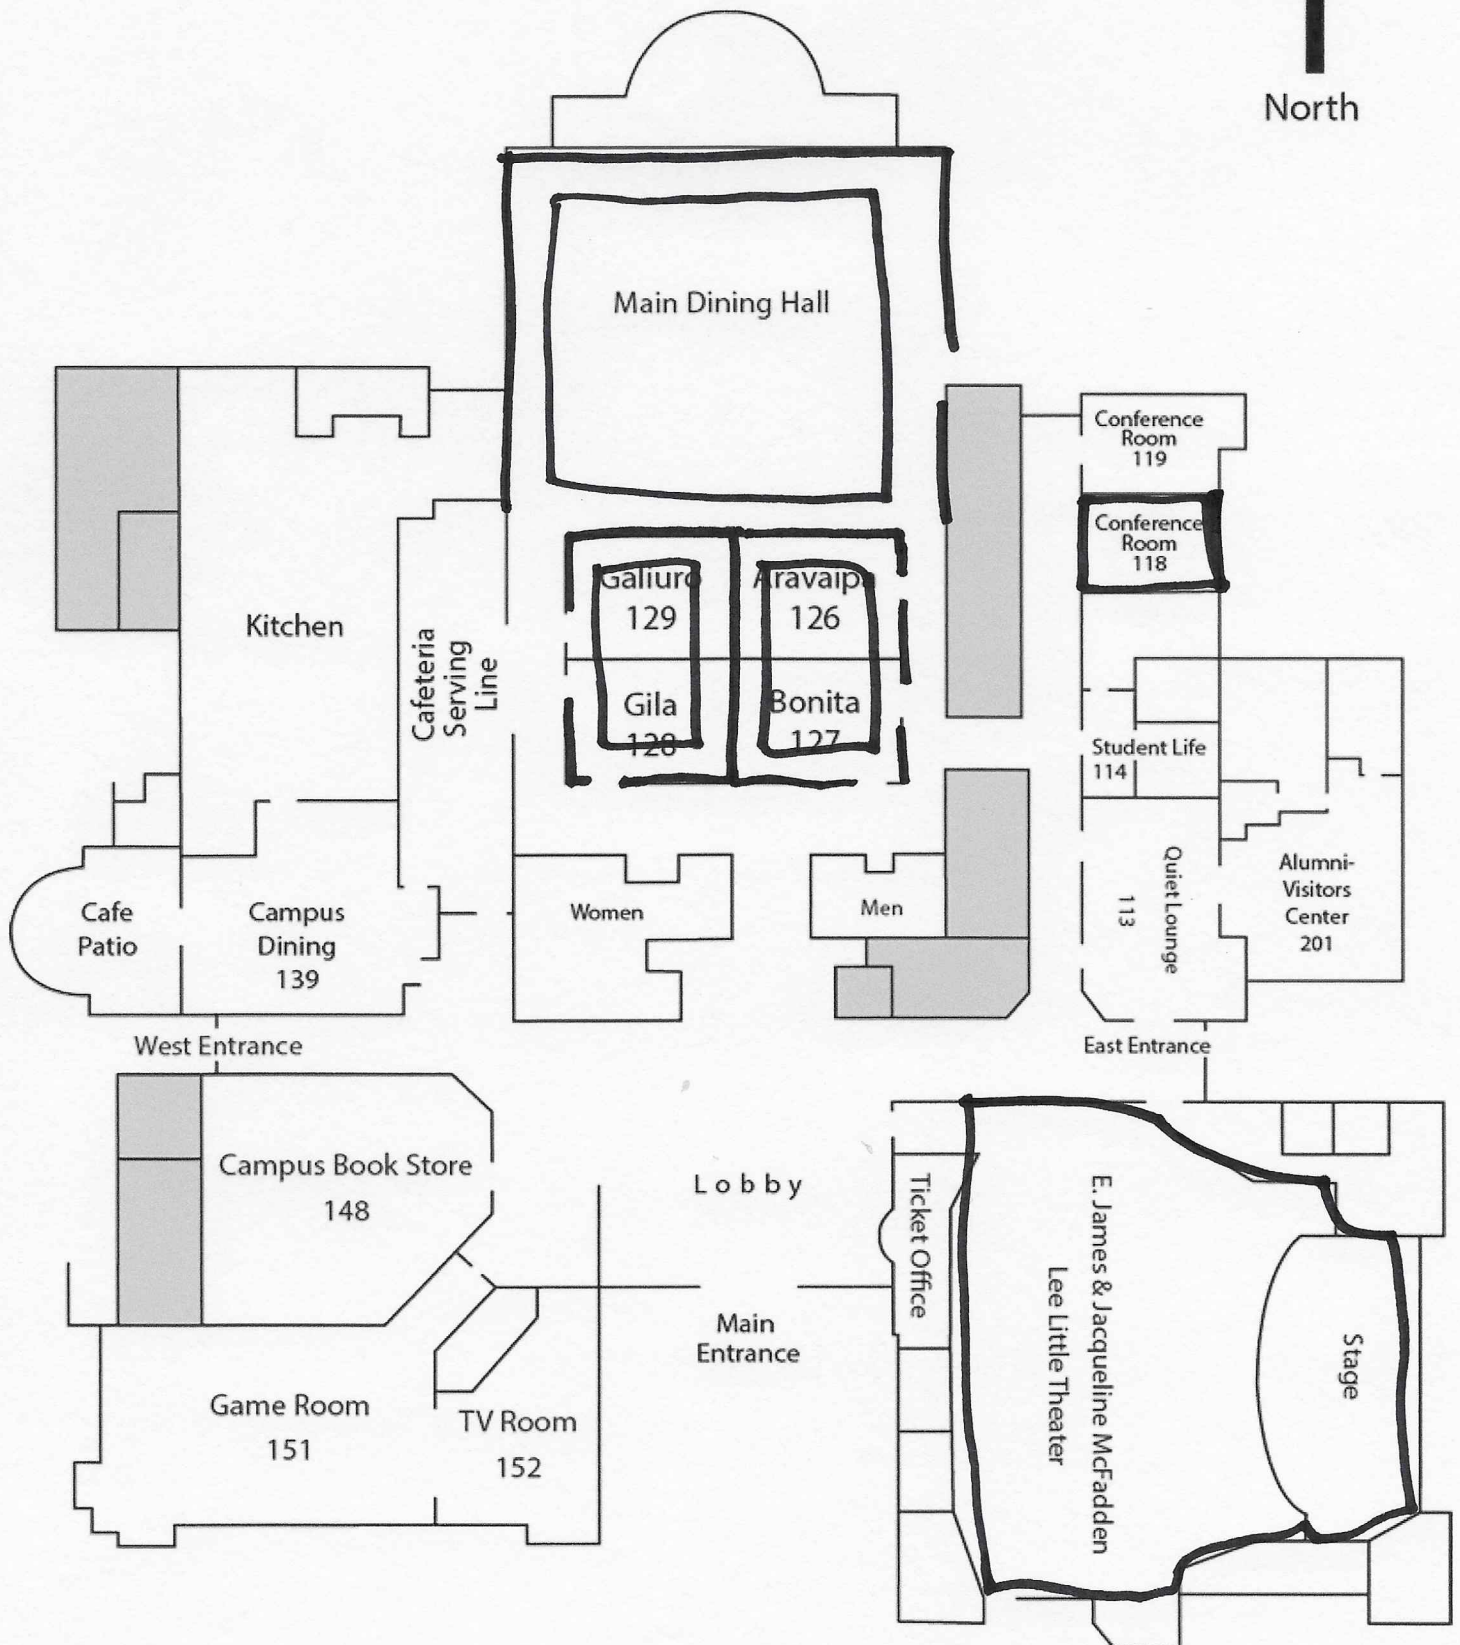 North
Main Dining Hall
Conference
Room
119
Conference
Room
118
Galiuro
129
Aravaipa
126
Kitchen
Cafeteria
Serving
Line
Gila
128
Bonita
127
Student Life
114
Cafe
Patio
Campus
Dining
139
Women
Men
Quiet Lounge
113
Alumni-
Visitors
Center
201
West Entrance
East Entrance
Campus Book Store
148
Lobby
Ticket Office
E. James & Jacqueline McFadden
Lee Little Theater
Stage
Main
Entrance
Game Room
151
TV Room
152